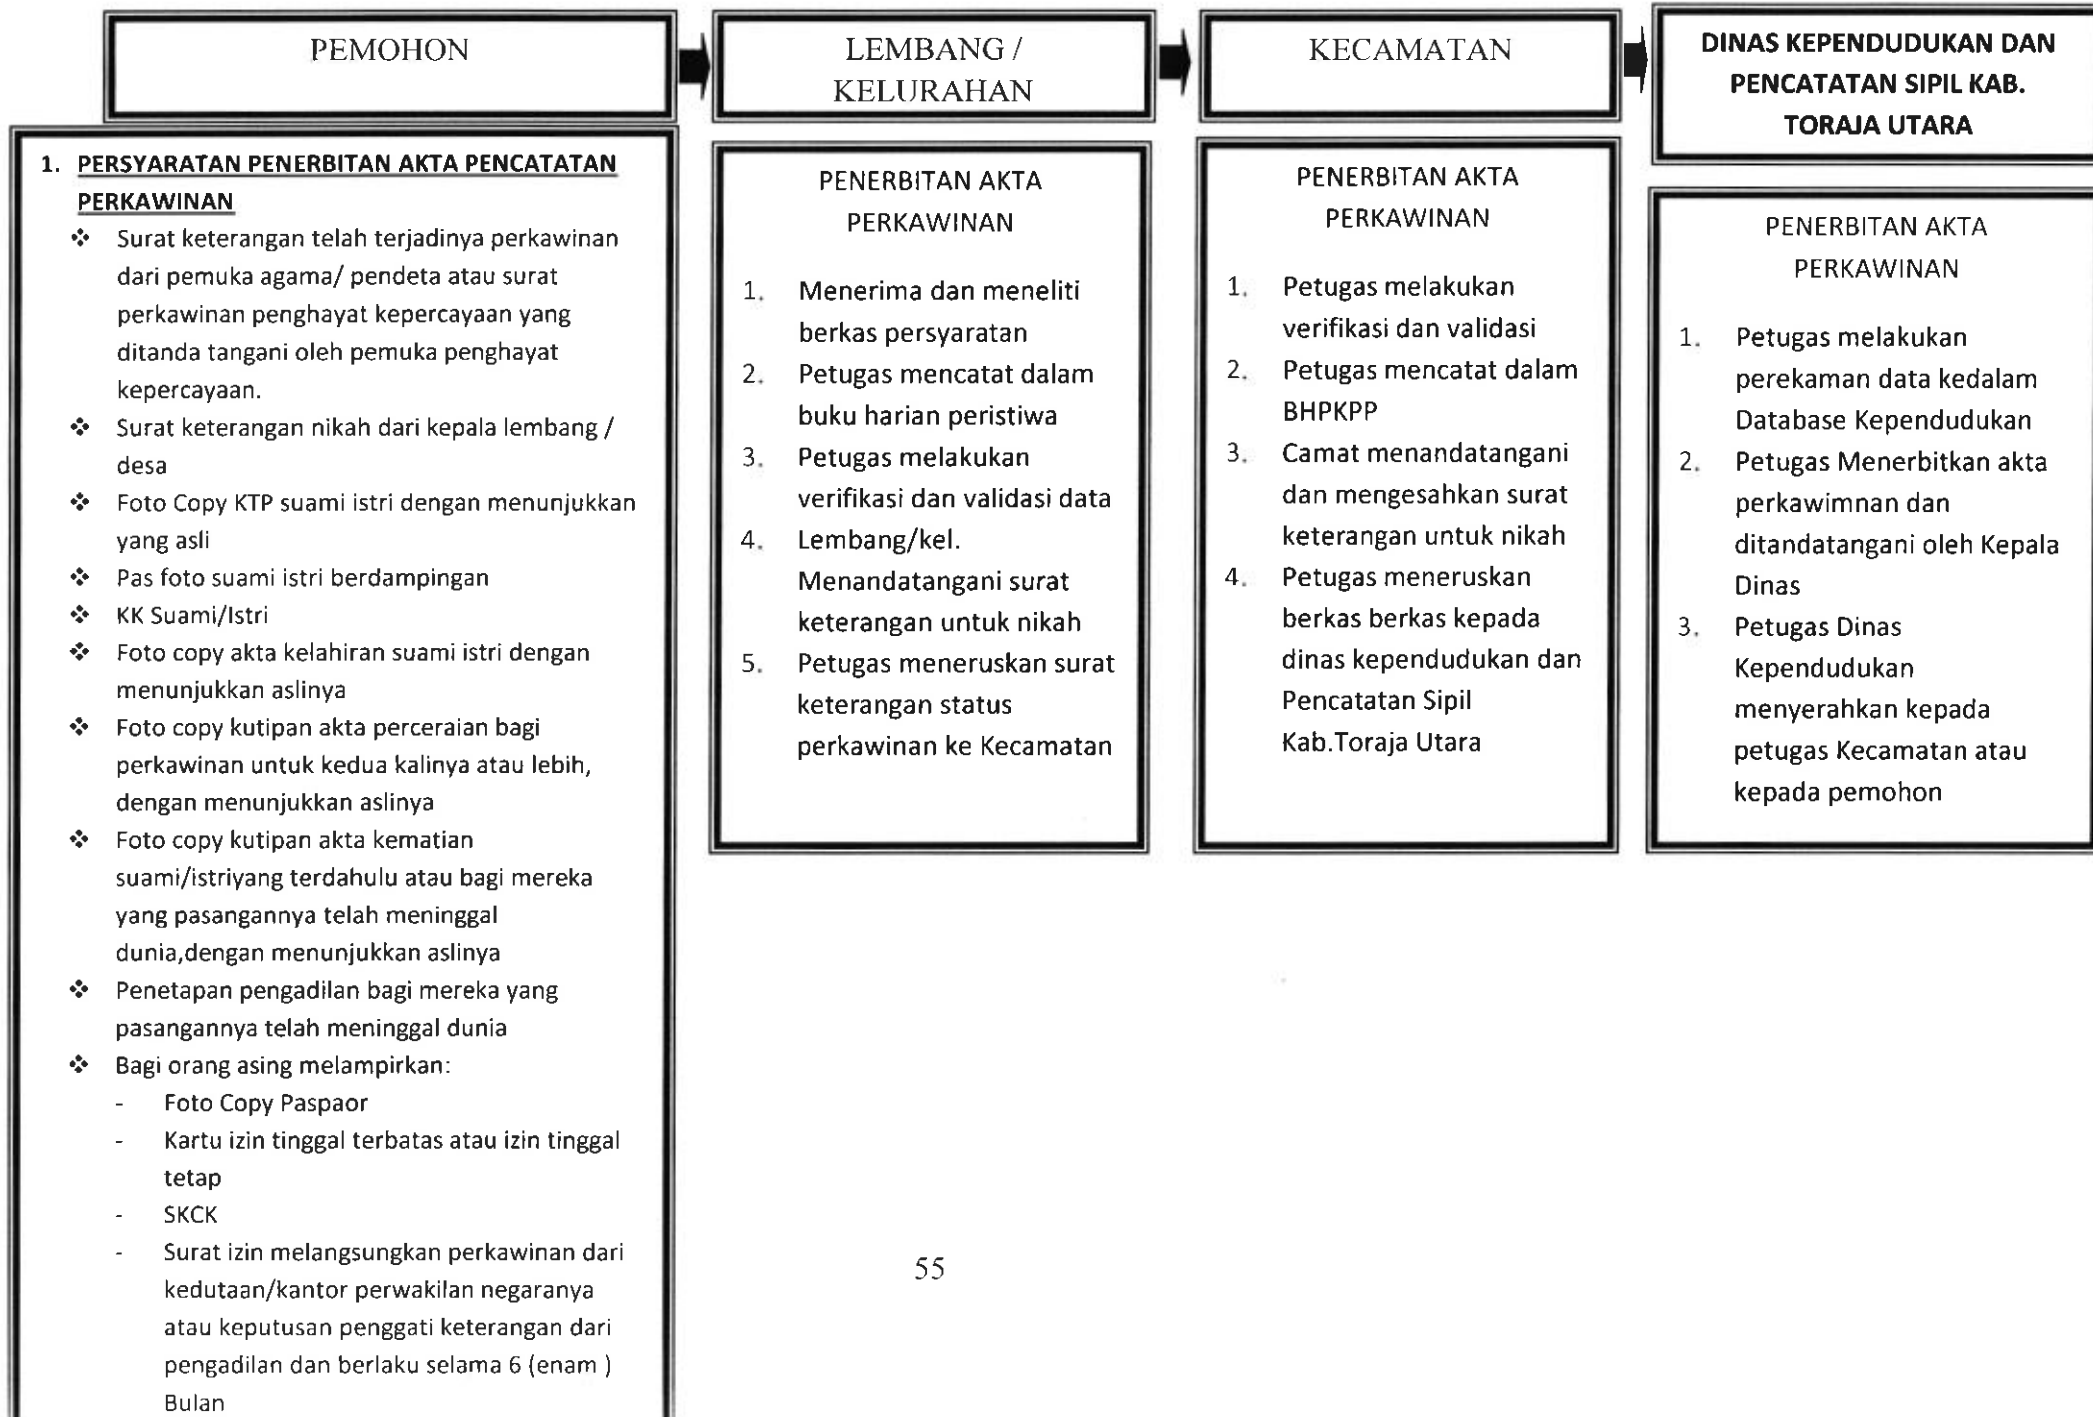 PEMOHON
LEMBANG /
KELURAHAN
KECAMATAN
DINAS KEPENDUDUKAN DAN
PENCATATAN SIPIL KAB.
TORAJA UTARA
1. PERSYARATAN PENERBITAN AKTA PENCATATAN
PERKAWINAN
❖ Surat keterangan telah terjadinya perkawinan
dari pemuka agama/ pendeta atau surat
perkawinan penghayat kepercayaan yang
ditanda tangani oleh pemuka penghayat
kepercayaan.
❖ Surat keterangan nikah dari kepala lembang /
desa
❖ Foto Copy KTP suami istri dengan menunjukkan
yang asli
❖ Pas foto suami istri berdampingan
❖ KK Suami/Istri
❖ Foto copy akta kelahiran suami istri dengan
menunjukkan aslinya
❖ Foto copy kutipan akta perceraian bagi
perkawinan untuk kedua kalinya atau lebih,
dengan menunjukkan aslinya
❖ Foto copy kutipan akta kematian
suami/istriyang terdahulu atau bagi mereka
yang pasangannya telah meninggal
dunia,dengan menunjukkan aslinya
❖ Penetapan pengadilan bagi mereka yang
pasangannya telah meninggal dunia
❖ Bagi orang asing melampirkan:
- Foto Copy Paspaor
- Kartu izin tinggal terbatas atau izin tinggal
tetap
- SKCK
- Surat izin melangsungkan perkawinan dari
kedutaan/kantor perwakilan negaranya
atau keputusan penggati keterangan dari
pengadilan dan berlaku selama 6 (enam )
Bulan
PENERBITAN AKTA
PERKAWINAN
1. Menerima dan meneliti
berkas persyaratan
2. Petugas mencatat dalam
buku harian peristiwa
3. Petugas melakukan
verifikasi dan validasi data
4. Lembang/kel.
Menandatangani surat
keterangan untuk nikah
5. Petugas meneruskan surat
keterangan status
perkawinan ke Kecamatan
PENERBITAN AKTA
PERKAWINAN
1. Petugas melakukan
verifikasi dan validasi
2. Petugas mencatat dalam
BHPKPP
3. Camat menandatangani
dan mengesahkan surat
keterangan untuk nikah
4. Petugas meneruskan
berkas berkas kepada
dinas kependudukan dan
Pencatatan Sipil
Kab.Toraja Utara
PENERBITAN AKTA
PERKAWINAN
1. Petugas melakukan
perekaman data kedalam
Database Kependudukan
2. Petugas Menerbitkan akta
perkawimnan dan
ditandatangani oleh Kepala
Dinas
3. Petugas Dinas
Kependudukan
menyerahkan kepada
petugas Kecamatan atau
kepada pemohon
55